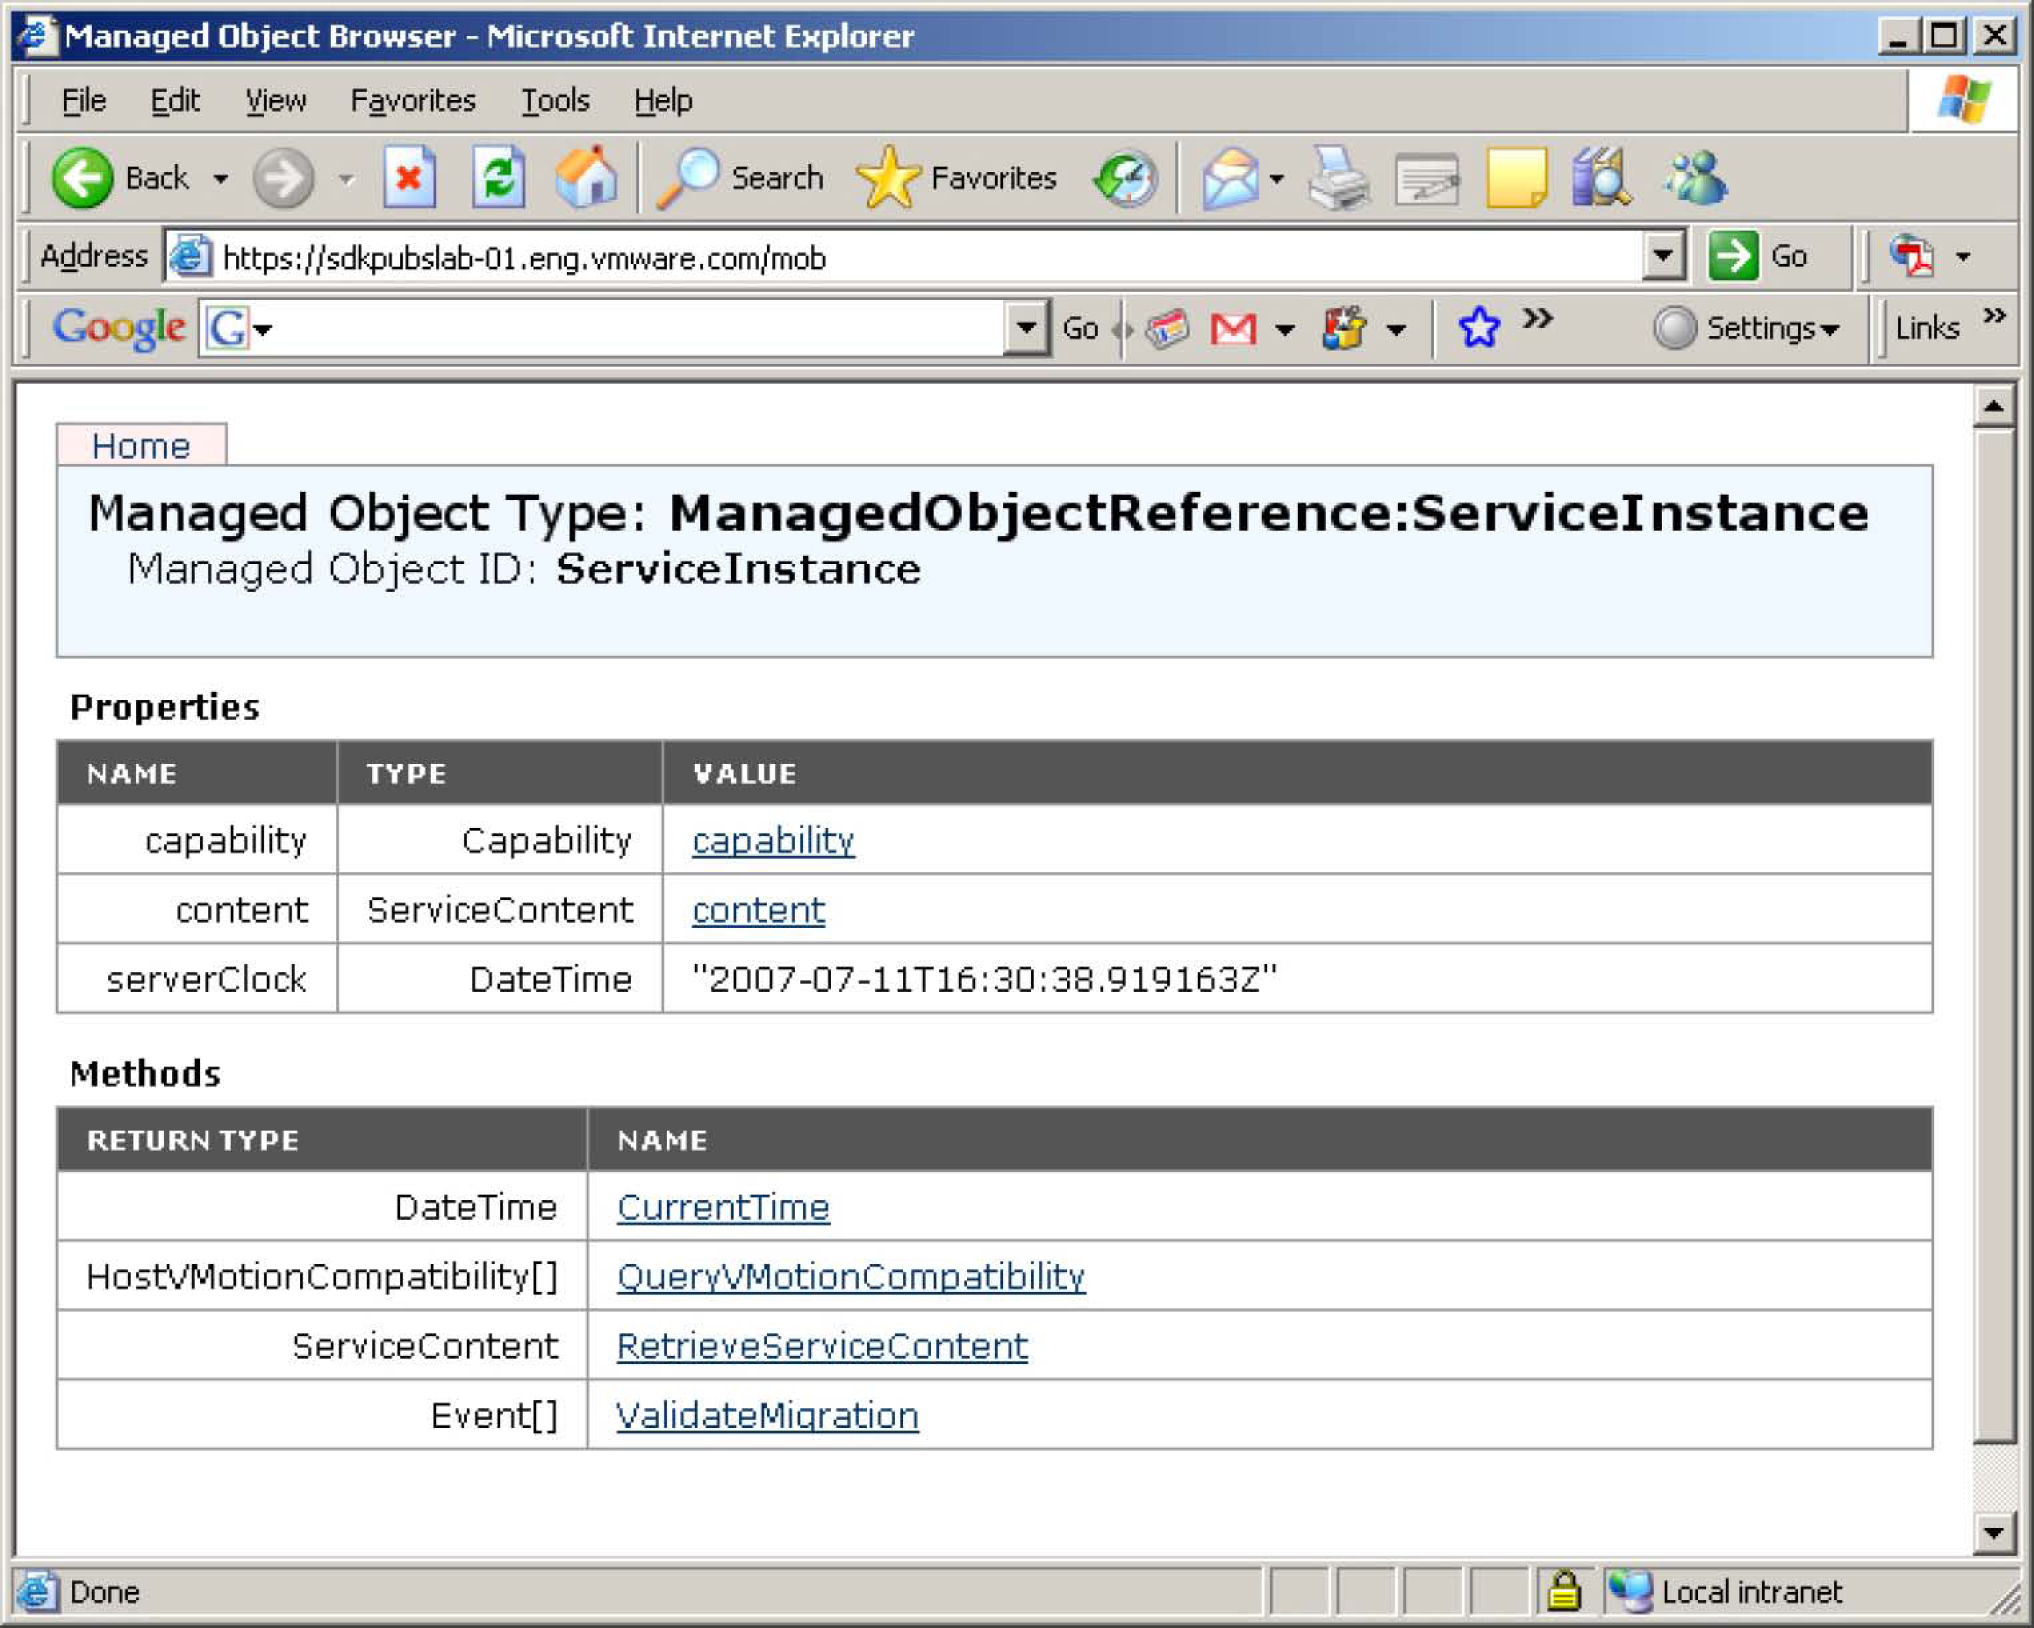 Managed Object Browser - Microsoft Internet Explorer
File Edit View Favorites Tools Help
Back Search Favorites
Address https://sdkpubslab-01.eng.vmware.com/mob Go
Google G Go Settings Links
Home
Managed Object Type: ManagedObjectReference:ServiceInstance
Managed Object ID: ServiceInstance
Properties
NAME TYPE VALUE
capability Capability capability
content ServiceContent content
serverClock DateTime "2007-07-11T16:30:38.919163Z"
Methods
RETURN TYPE NAME
DateTime CurrentTime
HostVMotionCompatibility[] QueryVMotionCompatibility
ServiceContent RetrieveServiceContent
Event[] ValidateMigration
Done Local intranet